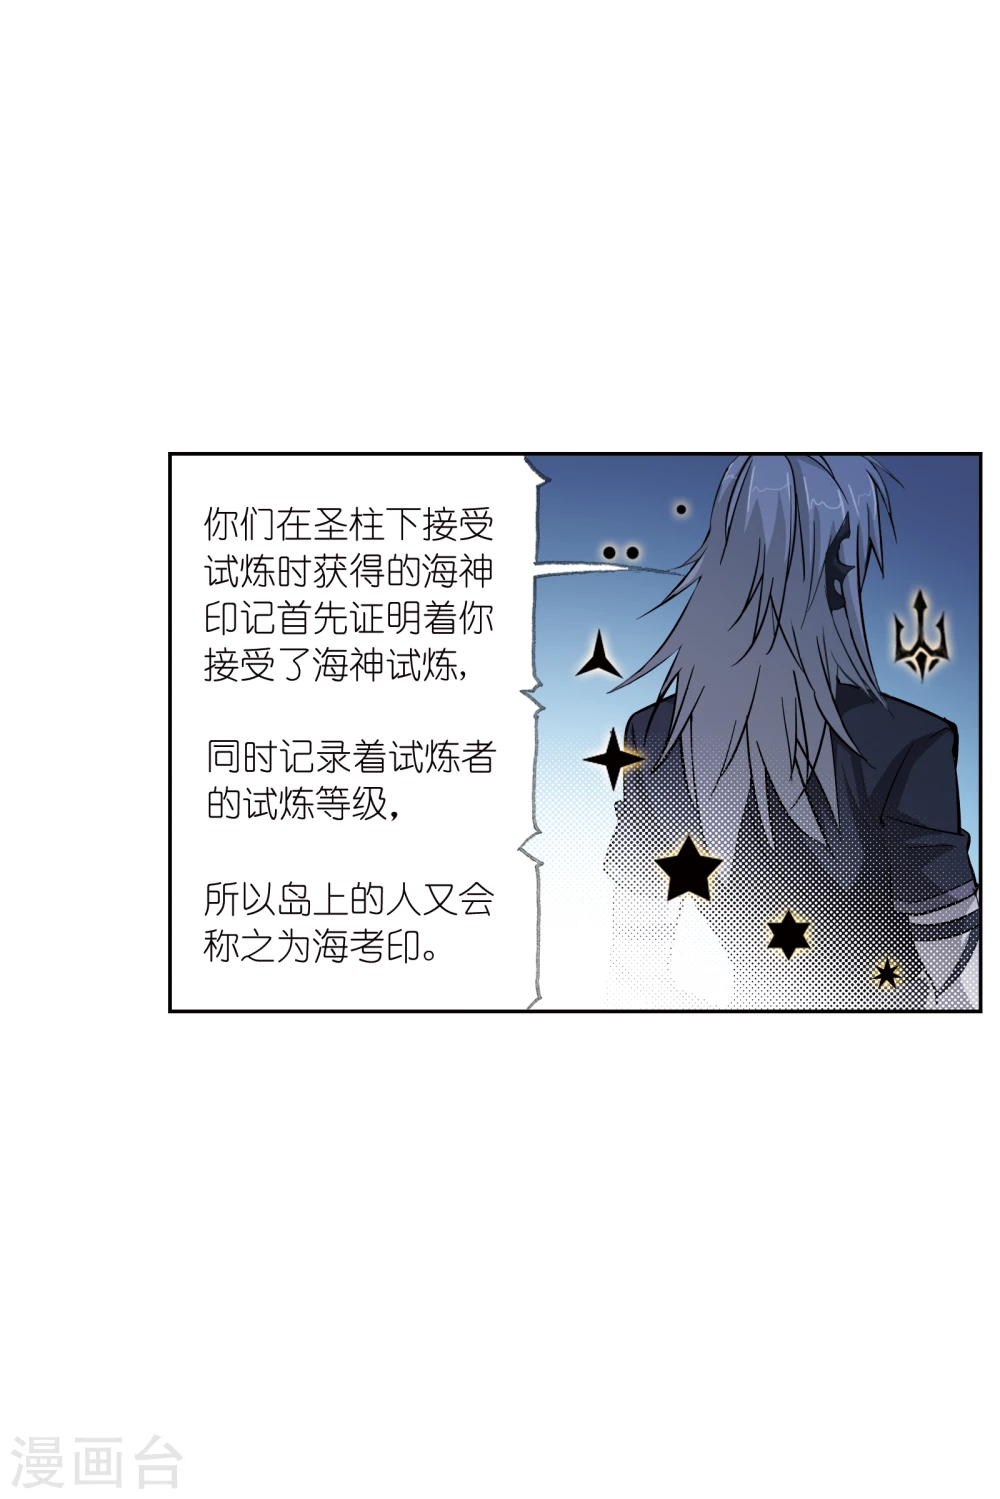 你们在圣柱下接受
试炼时获得的海神
印记首先证明着你
接受了海神试炼,
同时记录着试炼者
的试炼等级，
所以岛上的人又会
称之为海考印。
漫画台